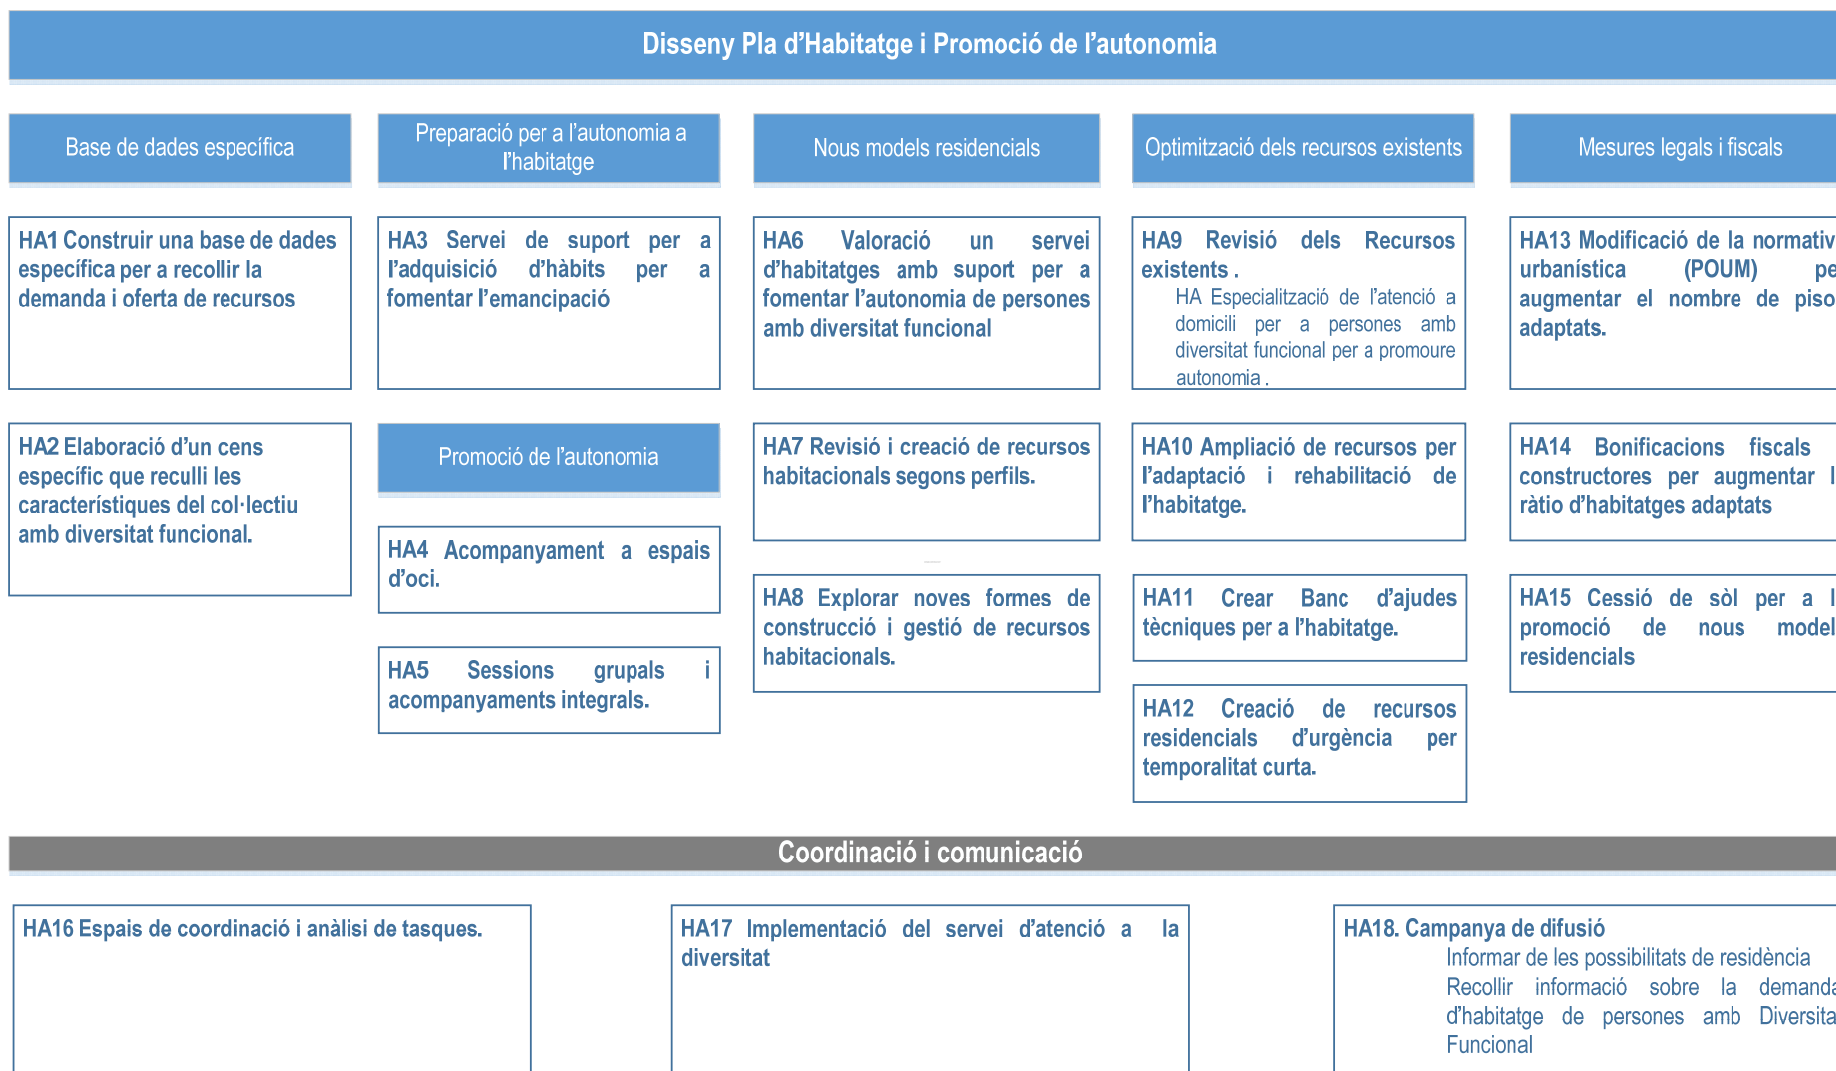 Disseny Pla d’Habitatge i Promoció de l’autonomia
Base de dades específica
Preparació per a l’autonomia a
l’habitatge
Nous models residencials
Optimització dels recursos existents
Mesures legals i fiscals
HA1 Construir una base de dades
específica per a recollir la
demanda i oferta de recursos
HA2 Elaboració d’un cens
específic que reculli les
característiques del col·lectiu
amb diversitat funcional.
HA3 Servei de suport per a
l’adquisició d’hàbits per a
fomentar l’emancipació
Promoció de l’autonomia
HA4 Acompanyament a espais
d’oci.
HA5 Sessions grupals i
acompanyaments integrals.
HA6 Valoració un servei
d’habitatges amb suport per a
fomentar l’autonomia de persones
amb diversitat funcional
HA7 Revisió i creació de recursos
habitacionals segons perfils.
HA8 Explorar noves formes de
construcció i gestió de recursos
habitacionals.
HA9 Revisió dels Recursos
existents .
HA Especialització de l’atenció a
domicili per a persones amb
diversitat funcional per a promoure
autonomia .
HA10 Ampliació de recursos per
l’adaptació i rehabilitació de
l’habitatge.
HA11 Crear Banc d’ajudes
tècniques per a l’habitatge.
HA12 Creació de recursos
residencials d’urgència per
temporalitat curta.
HA13 Modificació de la normativ
urbanística (POUM) pe
augmentar el nombre de piso
adaptats.
HA14 Bonificacions fiscals
constructores per augmentar l
ràtio d’habitatges adaptats
HA15 Cessió de sòl per a l
promoció de nous model
residencials
Coordinació i comunicació
HA16 Espais de coordinació i anàlisi de tasques.
HA17 Implementació del servei d’atenció a la
diversitat
HA18. Campanya de difusió
Informar de les possibilitats de residència
Recollir informació sobre la demanda
d’habitatge de persones amb Diversita
Funcional